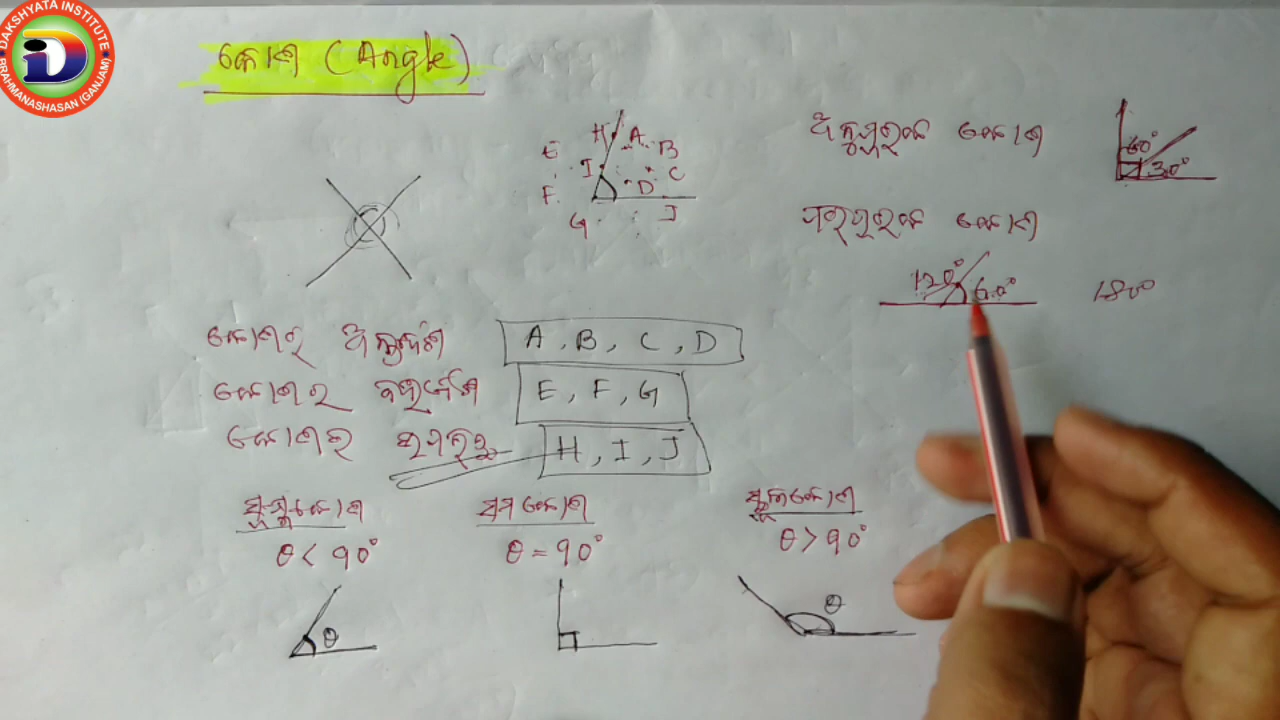 DAKSHYATA INSTITUTE
BRAHMANASHASAN (GANJAM)
iD
କୋଣ (Angle)
H A
E B
I C
F D
G J
ଅନୁପୂରକ କୋଣ
60°
30°
ପରିପୂରକ କୋଣ
120° 60° 180°
କୋଣର ଅନ୍ତର୍ଦେଶ A, B, C, D
କୋଣର ବହିର୍ଦେଶ E, F, G
କୋଣର H, I, J
ସୂକ୍ଷ୍ମକୋଣ ସମକୋଣ ସ୍ଥୂଳକୋଣ
θ < 90° θ = 90° θ > 90°
θ θ